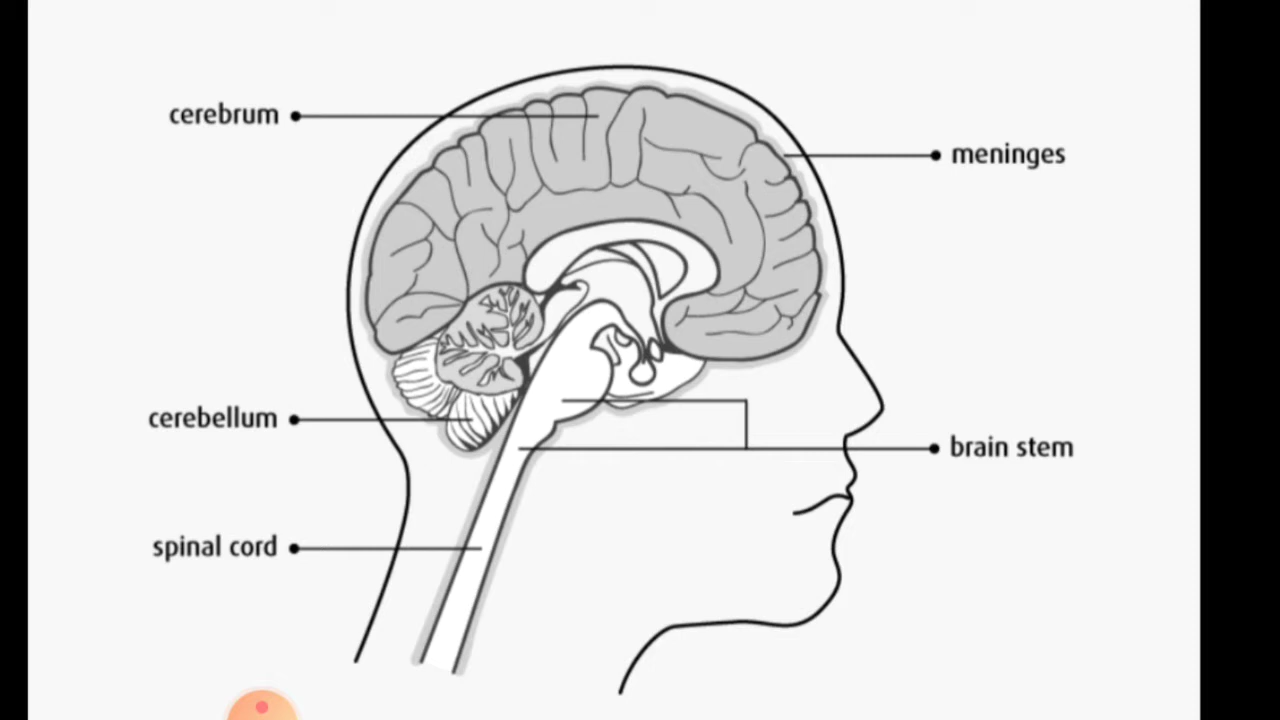 cerebrum
meninges
cerebellum
brain stem
spinal cord